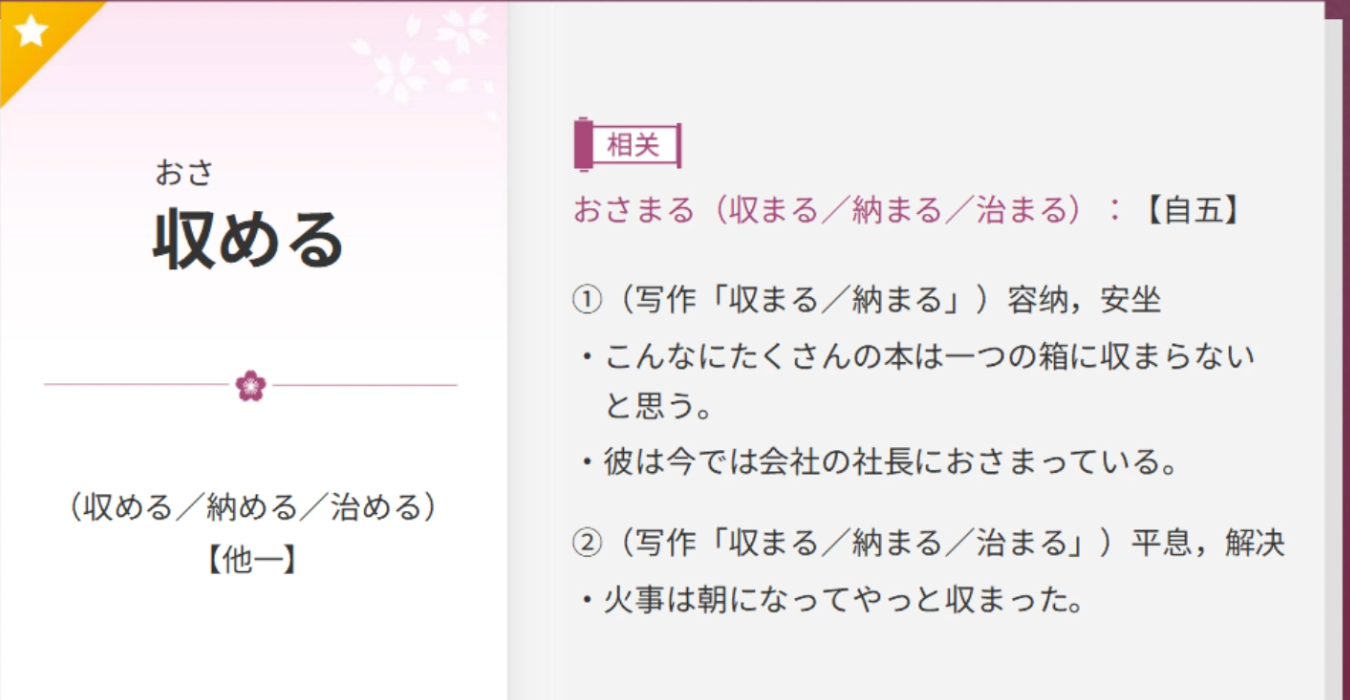 おさ
収める
（収める／納める／治める）
【他一】
相关
おさまる（収まる／納まる／治まる）：【自五】
①（写作「収まる／納まる」）容纳，安坐
・こんなにたくさんの本は一つの箱に収まらない
と思う。
・彼は今では会社の社長におさまっている。
②（写作「収まる／納まる／治まる」）平息，解决
・火事は朝になってやっと収まった。